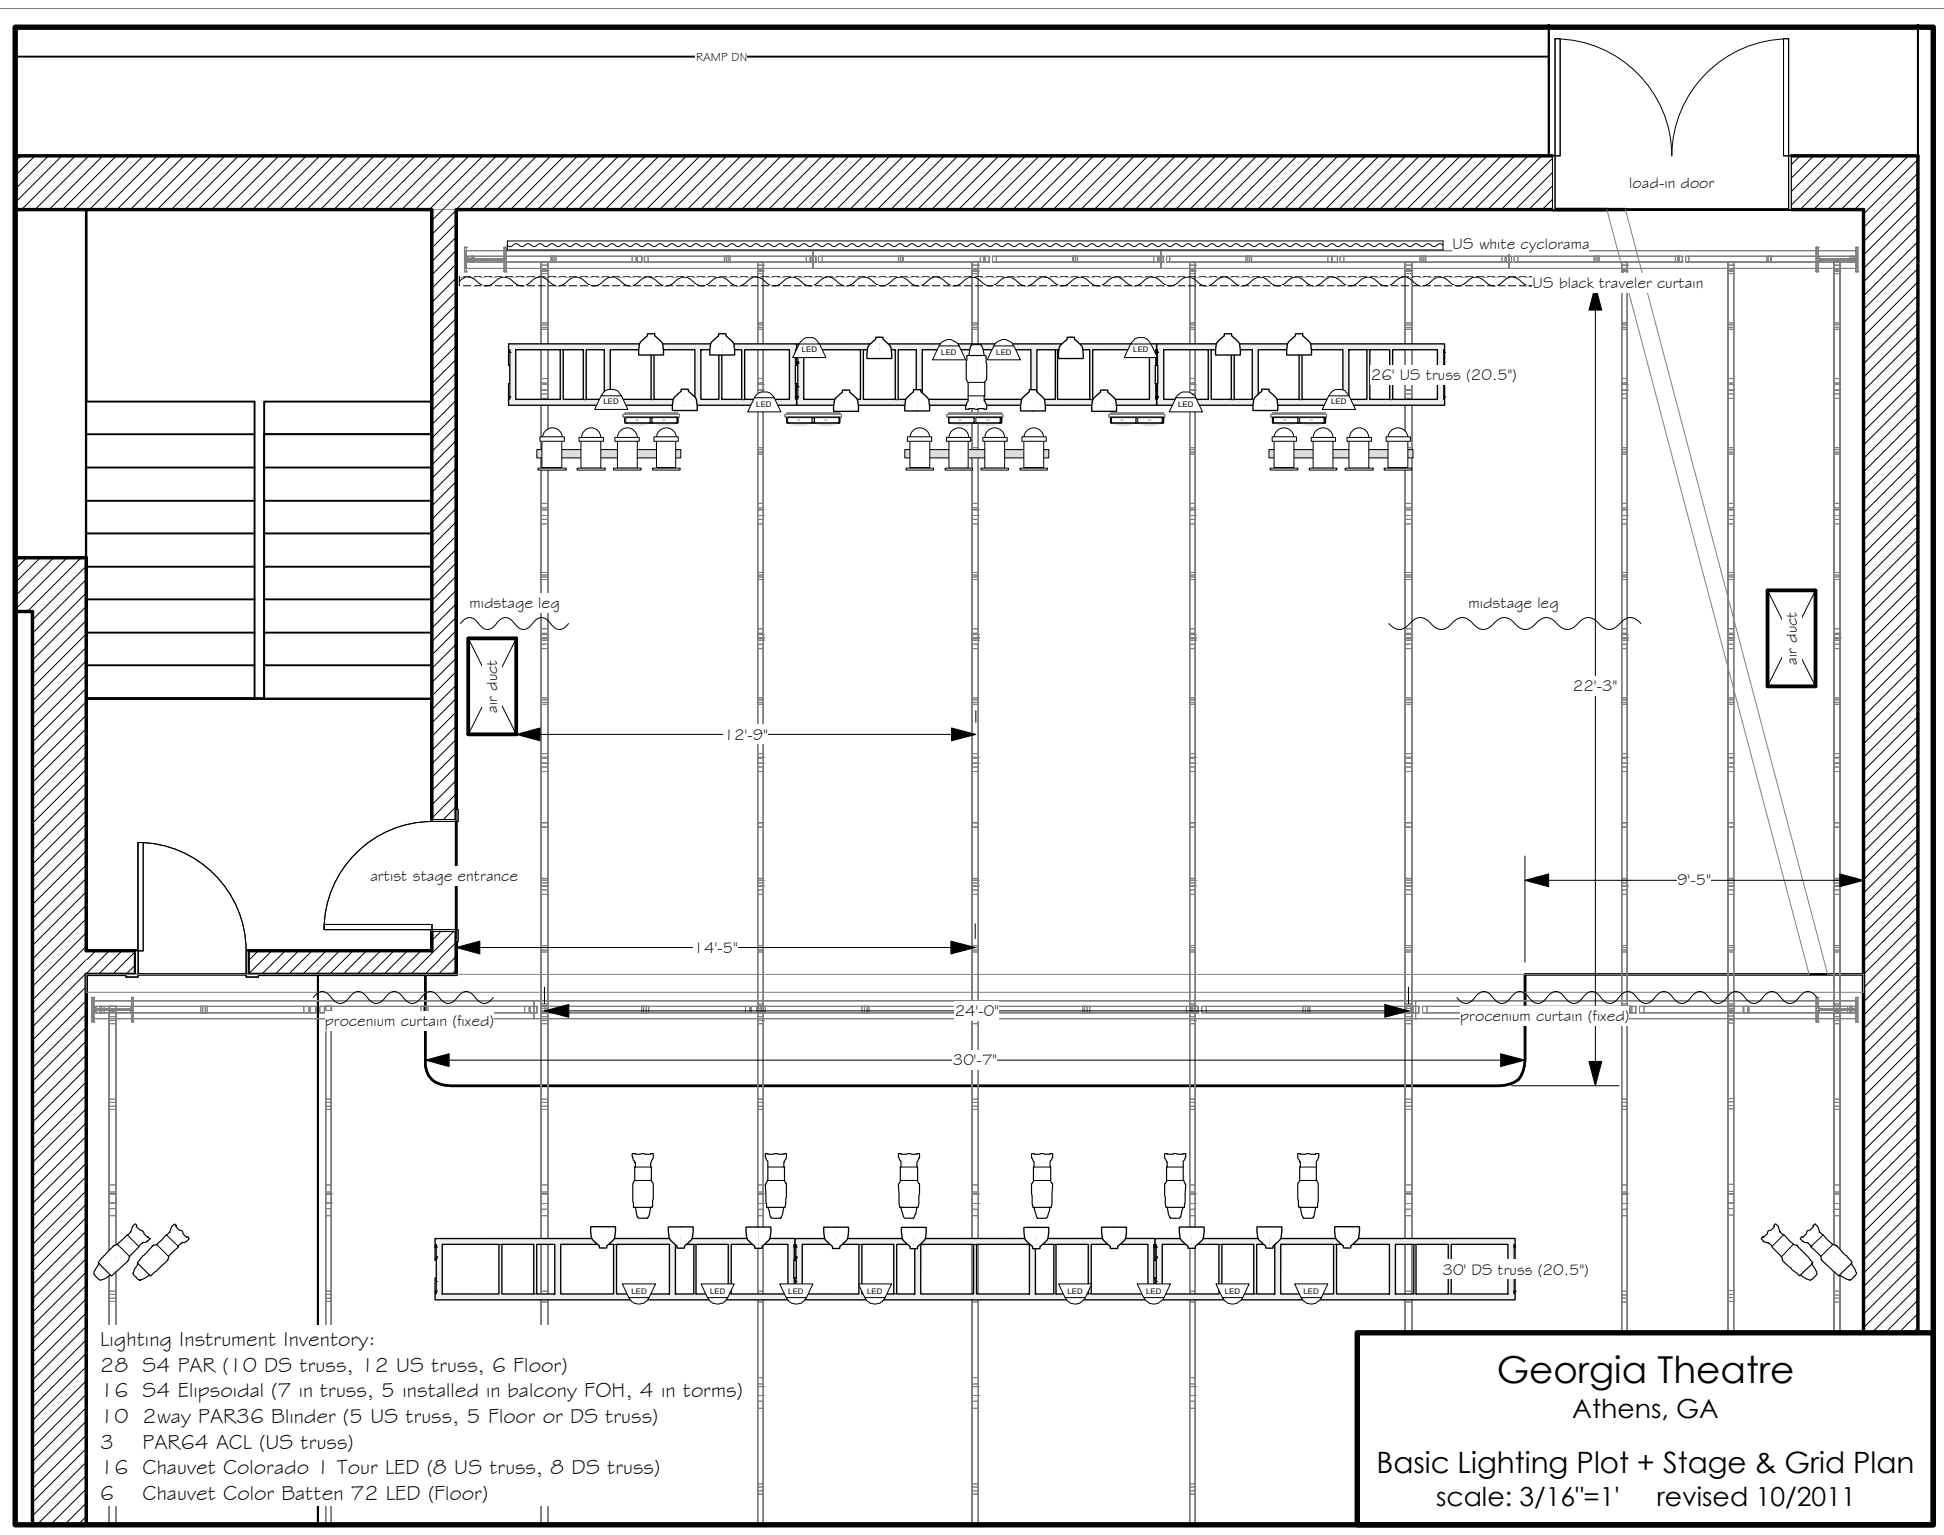 RAMP DN
load-in door
US white cyclorama
US black traveler curtain
LED LED LED LED
26' US truss (20.5")
LED LED LED LED
midstage leg
midstage leg
air duct
air duct
22'-3"
12'-9"
artist stage entrance
9'-5"
14'-5"
24'-0"
procenium curtain (fixed)
procenium curtain (fixed)
30'-7"
30' DS truss (20.5")
LED LED LED LED LED LED LED LED
Lighting Instrument Inventory:
28 S4 PAR (10 DS truss, 12 US truss, 6 Floor)
16 S4 Elipsoidal (7 in truss, 5 installed in balcony FOH, 4 in torms)
10 2way PAR36 Blinder (5 US truss, 5 Floor or DS truss)
3 PAR64 ACL (US truss)
16 Chauvet Colorado 1 Tour LED (8 US truss, 8 DS truss)
6 Chauvet Color Batten 72 LED (Floor)
Georgia Theatre
Athens, GA
Basic Lighting Plot + Stage & Grid Plan
scale: 3/16"=1' revised 10/2011